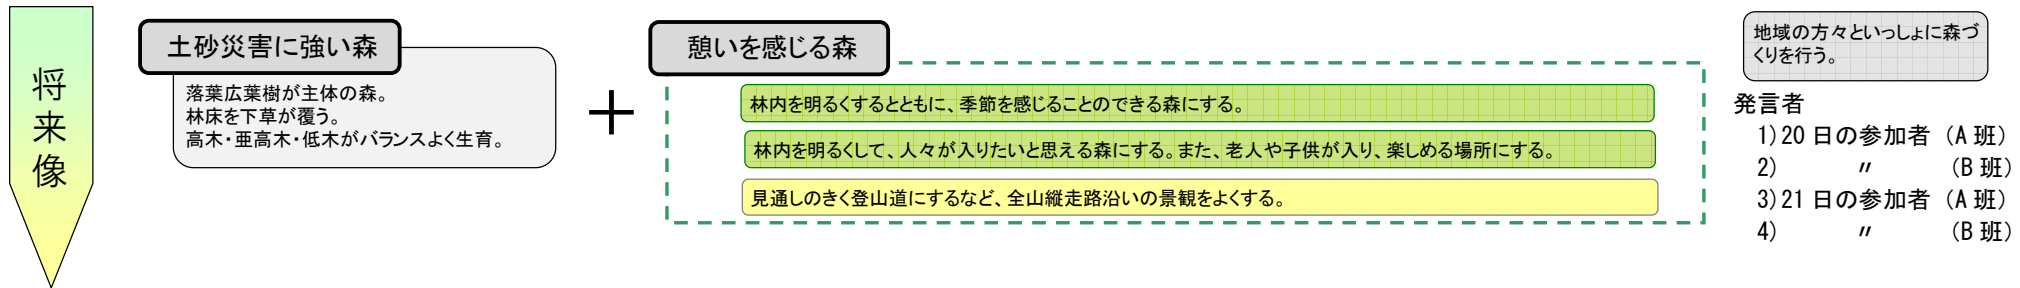 将来像
土砂災害に強い森
落葉広葉樹が主体の森。
林床を下草が覆う。
高木・亜高木・低木がバランスよく生育。
＋
憩いを感じる森
林内を明るくするとともに、季節を感じることのできる森にする。
林内を明るくして、人々が入りたいと思える森にする。また、老人や子供が入り、楽しめる場所にする。
見通しのきく登山道にするなど、全山縦走路沿いの景観をよくする。
地域の方々といっしょに森づ
くりを行う。
発言者
1)20 日の参加者（A 班）
2) 〃 （B 班）
3)21 日の参加者（A 班）
4) 〃 （B 班）